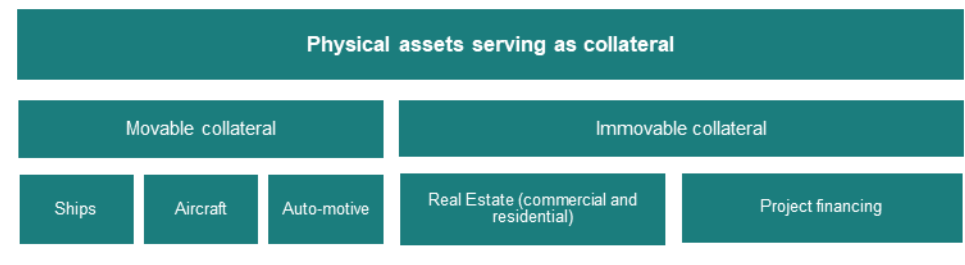 Physical assets serving as collateral
Movable collateral
Immovable collateral
Ships
Aircraft
Auto-motive
Real Estate (commercial and
residential)
Project financing